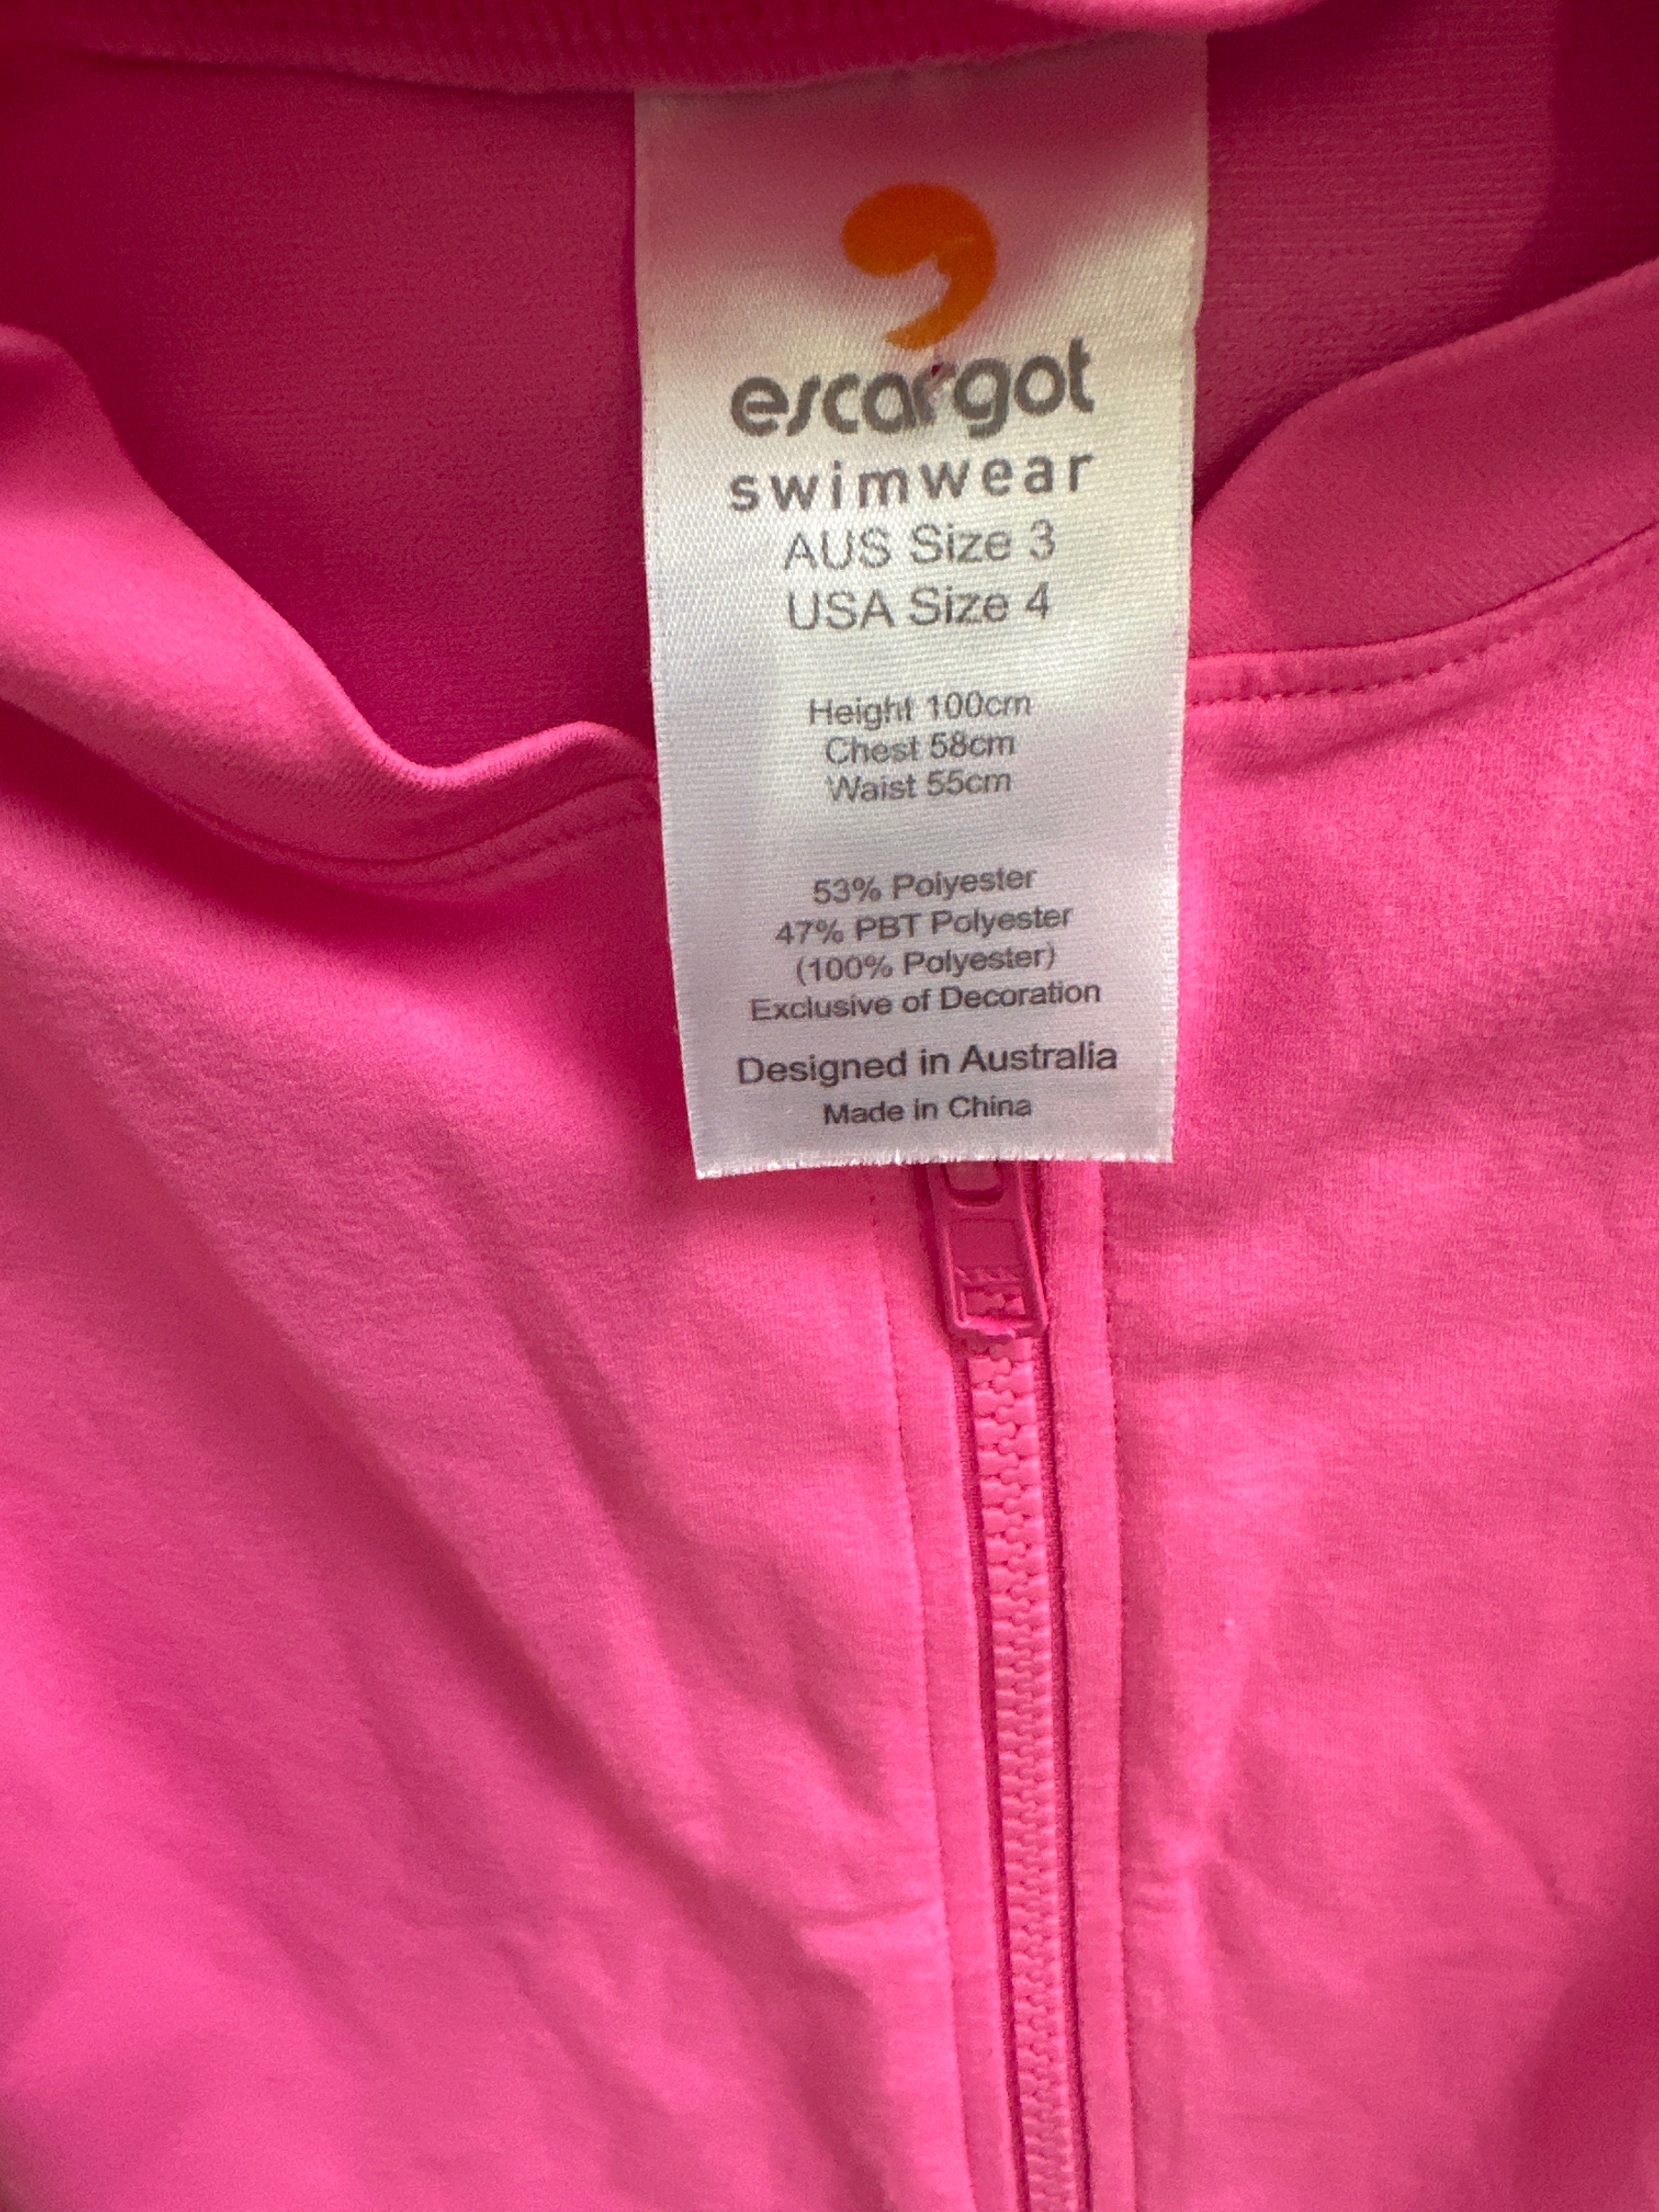 escargot
swimwear
AUS Size 3
USA Size 4
Height 100cm
Chest 58cm
Waist 55cm
53% Polyester
47% PBT Polyester
(100% Polyester)
Exclusive of Decoration
Designed in Australia
Made in China